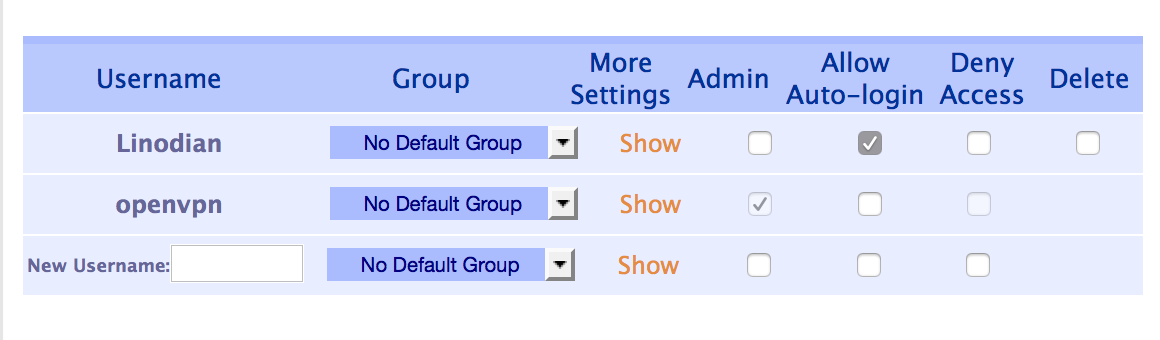 Username Group More Settings Admin Allow Auto-login Deny Access Delete
Linodian No Default Group Show
openvpn No Default Group Show
New Username: No Default Group Show